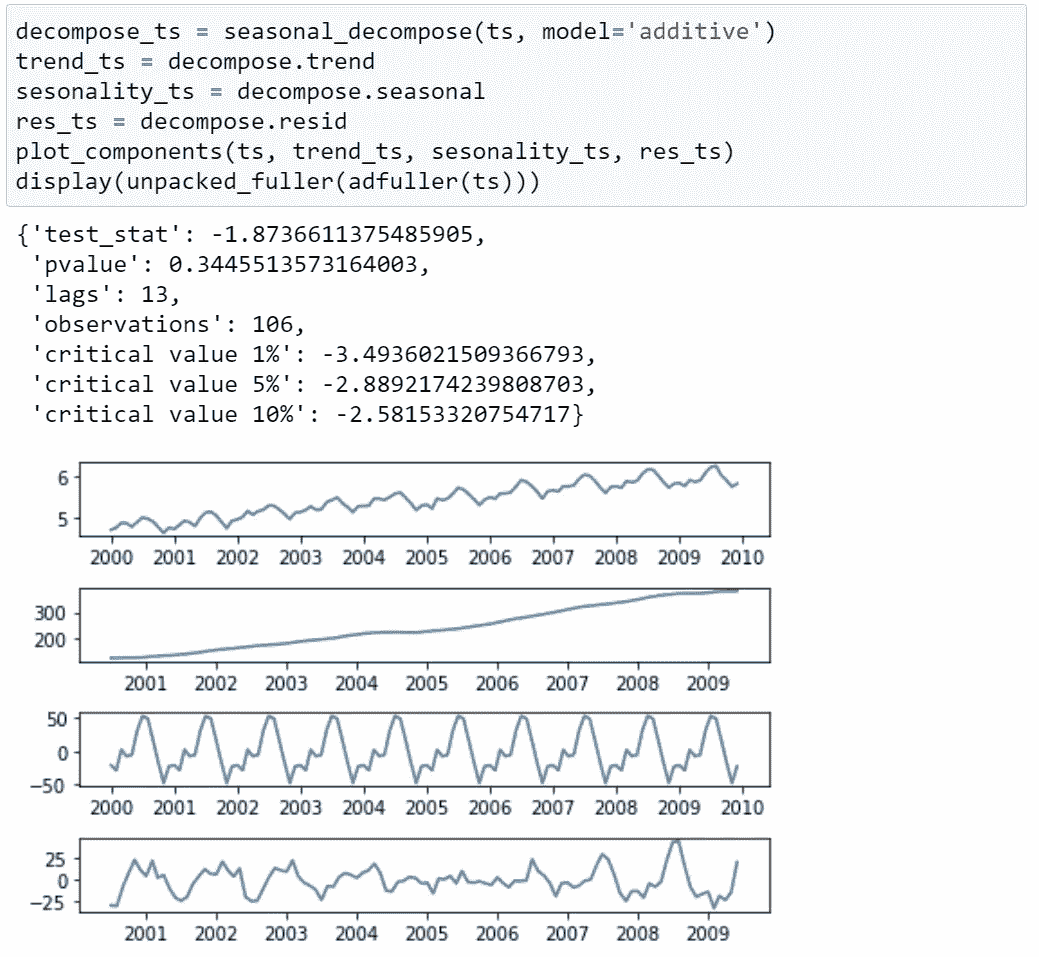 decompose_ts = seasonal_decompose(ts, model='additive')
trend_ts = decompose.trend
sesonality_ts = decompose.seasonal
res_ts = decompose.resid
plot_components(ts, trend_ts, sesonality_ts, res_ts)
display(unpacked_fuller(adfuller(ts)))
{'test_stat': -1.8736611375485905,
'pvalue': 0.3445513573164003,
'lags': 13,
'observations': 106,
'critical value 1%': -3.4936021509366793,
'critical value 5%': -2.8892174239808703,
'critical value 10%': -2.58153320754717}
6
5
2000 2001 2002 2003 2004 2005 2006 2007 2008 2009 2010
300
200
2001 2002 2003 2004 2005 2006 2007 2008 2009
50
0
−50
2000 2001 2002 2003 2004 2005 2006 2007 2008 2009 2010
25
0
−25
2001 2002 2003 2004 2005 2006 2007 2008 2009